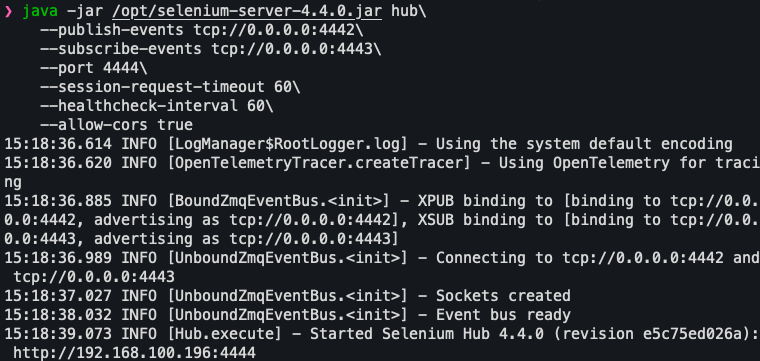 ❯ java -jar /opt/selenium-server-4.4.0.jar hub\
    --publish-events tcp://0.0.0.0:4442\
    --subscribe-events tcp://0.0.0.0:4443\
    --port 4444\
    --session-request-timeout 60\
    --healthcheck-interval 60\
    --allow-cors true
15:18:36.614 INFO [LogManager$RootLogger.log] - Using the system default encoding
15:18:36.620 INFO [OpenTelemetryTracer.createTracer] - Using OpenTelemetry for traci
ng
15:18:36.885 INFO [BoundZmqEventBus.<init>] - XPUB binding to [binding to tcp://0.0.
0.0:4442, advertising as tcp://0.0.0.0:4442], XSUB binding to [binding to tcp://0.0.
0.0:4443, advertising as tcp://0.0.0.0:4443]
15:18:36.989 INFO [UnboundZmqEventBus.<init>] - Connecting to tcp://0.0.0.0:4442 and
 tcp://0.0.0.0:4443
15:18:37.027 INFO [UnboundZmqEventBus.<init>] - Sockets created
15:18:38.032 INFO [UnboundZmqEventBus.<init>] - Event bus ready
15:18:39.073 INFO [Hub.execute] - Started Selenium Hub 4.4.0 (revision e5c75ed026a):
 http://192.168.100.196:4444